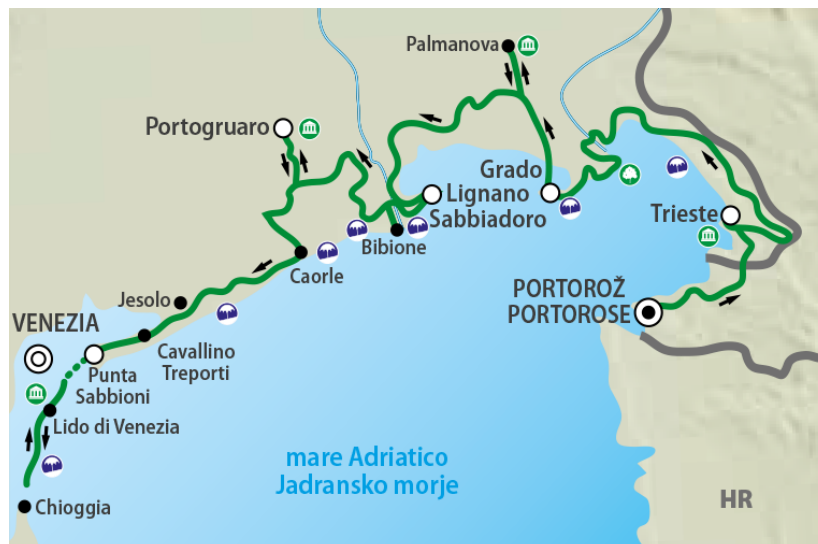 Palmanova
Portogruaro
Grado
Lignano
Sabbiadoro
Trieste
Bibione
Caorle
PORTOROŽ
PORTOROSE
Jesolo
VENEZIA
Cavallino
Treporti
Punta
Sabbioni
Lido di Venezia
mare Adriatico
Jadransko morje
Chioggia
HR